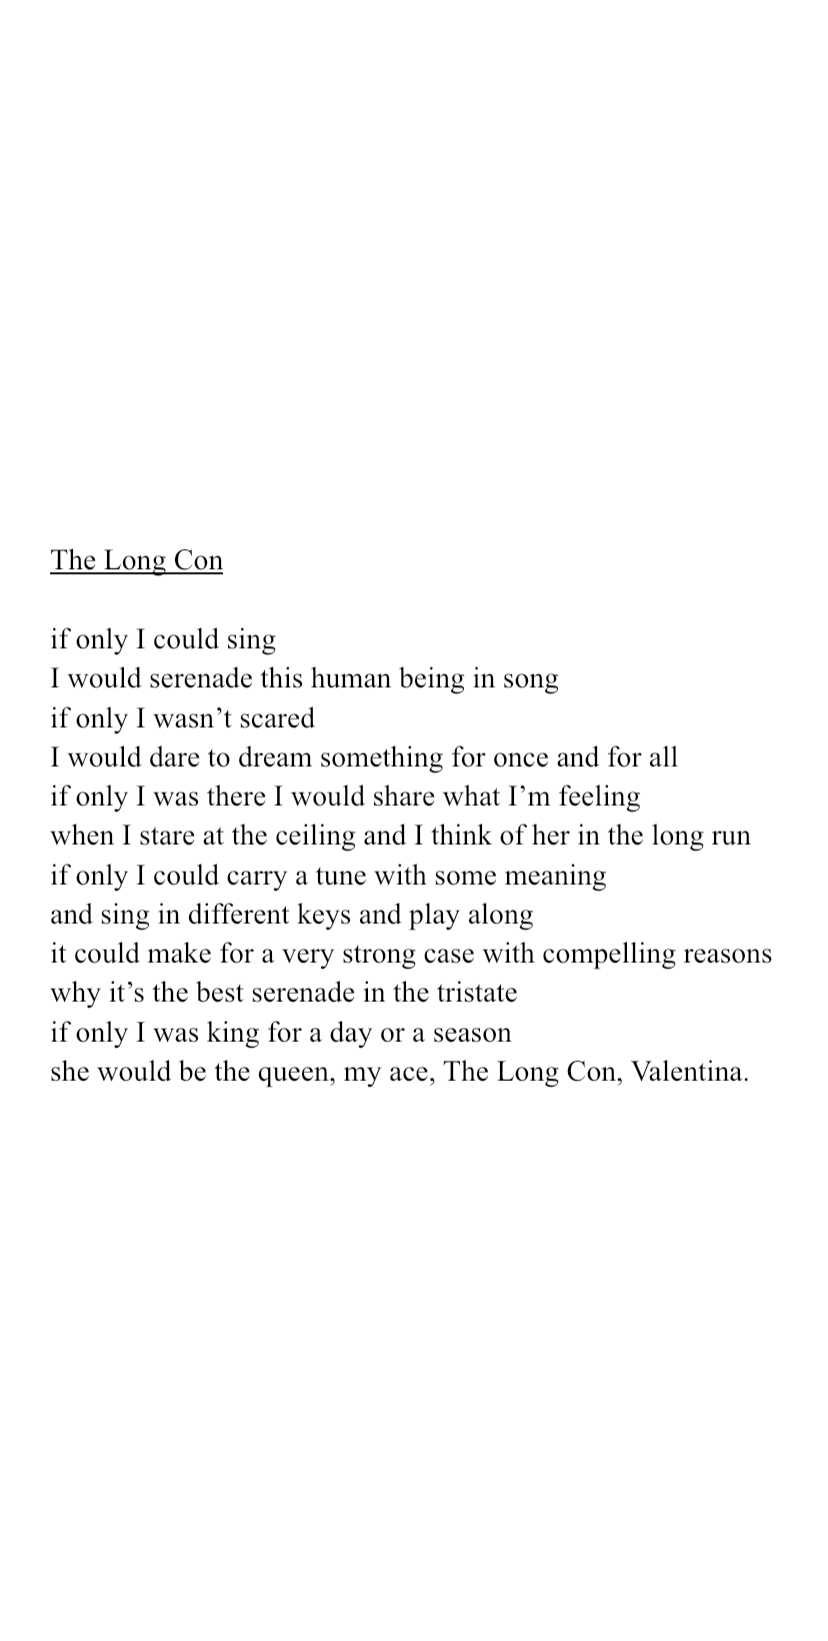 The Long Con
if only I could sing
I would serenade this human being in song
if only I wasn’t scared
I would dare to dream something for once and for all
if only I was there I would share what I’m feeling
when I stare at the ceiling and I think of her in the long run
if only I could carry a tune with some meaning
and sing in different keys and play along
it could make for a very strong case with compelling reasons
why it’s the best serenade in the tristate
if only I was king for a day or a season
she would be the queen, my ace, The Long Con, Valentina.